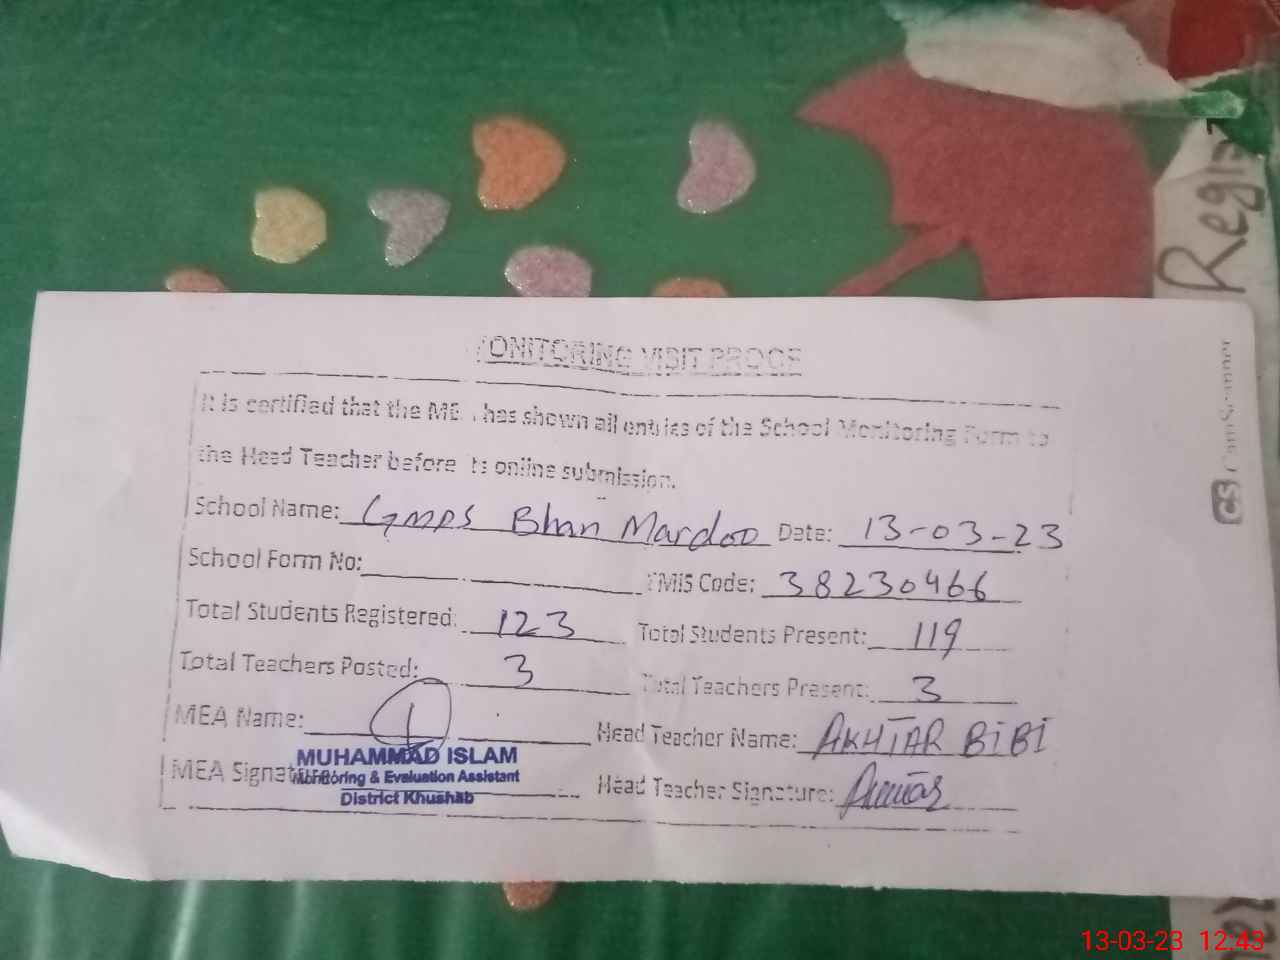 MONITORING VISIT PROOF
It is certified that the MEA has shown all entries of the School Monitoring Form to
the Head Teacher before its online submission.
School Name: GMPS Bhan Mardoo Date: 13-03-23
School Form No: EMIS Code: 38230466
Total Students Registered: 123 Total Students Present: 119
Total Teachers Posted: 3 Total Teachers Present: 3
MEA Name: Head Teacher Name: AKHTAR BIBI
MUHAMMAD ISLAM
MEA Signature Monitoring & Evaluation Assistant Head Teacher Signature:
District Khushab
CS CamScanner
13-03-23 12:43